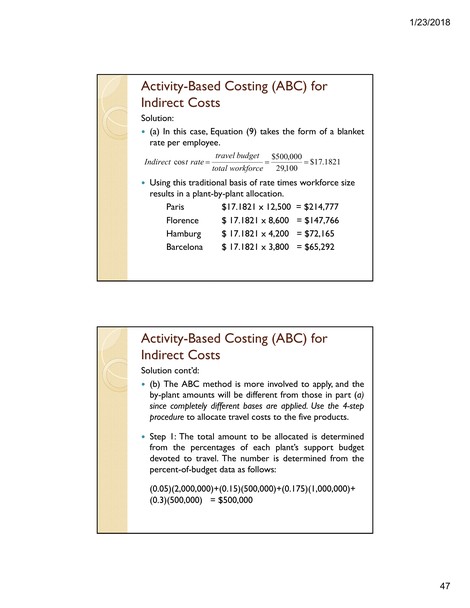 1/23/2018
Activity-Based Costing (ABC) for
Indirect Costs
Solution:
• (a) In this case, Equation (9) takes the form of a blanket
rate per employee.
Indirect cost rate = travel budget / total workforce = $500,000 / 29,100 = $17.1821
• Using this traditional basis of rate times workforce size
results in a plant-by-plant allocation.
Paris $17.1821 x 12,500 = $214,777
Florence $ 17.1821 x 8,600 = $147,766
Hamburg $ 17.1821 x 4,200 = $72,165
Barcelona $ 17.1821 x 3,800 = $65,292
Activity-Based Costing (ABC) for
Indirect Costs
Solution cont'd:
• (b) The ABC method is more involved to apply, and the
by-plant amounts will be different from those in part (a)
since completely different bases are applied. Use the 4-step
procedure to allocate travel costs to the five products.
• Step 1: The total amount to be allocated is determined
from the percentages of each plant's support budget
devoted to travel. The number is determined from the
percent-of-budget data as follows:
(0.05)(2,000,000)+(0.15)(500,000)+(0.175)(1,000,000)+
(0.3)(500,000) = $500,000
47